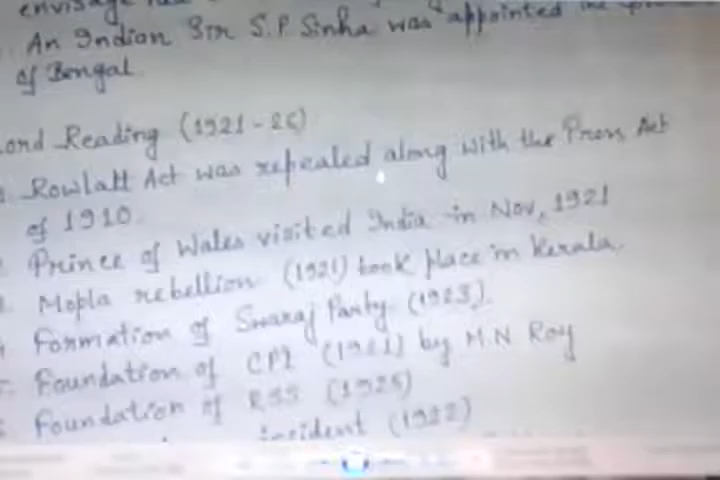 An Indian Sir S.P. Sinha was appointed
of Bengal.
Lord Reading (1921-26)
Rowlatt Act was repealed along with the Press Act
of 1910.
Prince of Wales visited India in Nov, 1921
Mopla rebellion (1921) took place in Kerala.
Formation of Swaraj Party (1923).
Foundation of CPI (1921) by M.N Roy
Foundation of RSS (1925)
incident (1922)